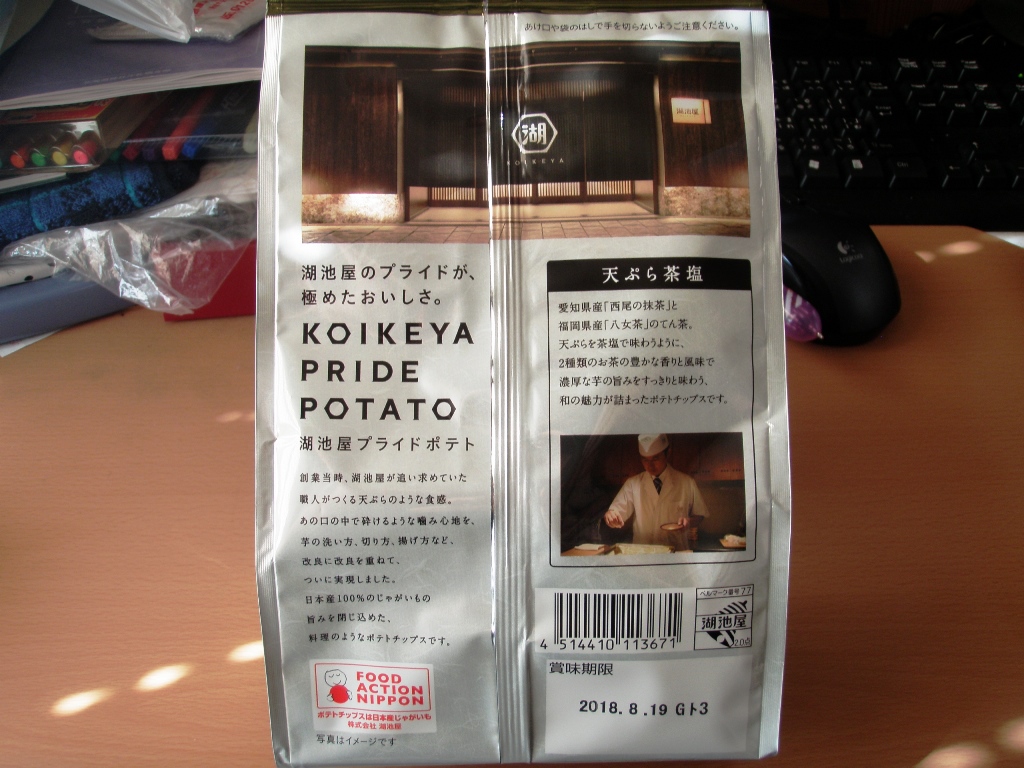 あけ口や袋のはしで手を切らないようご注意ください。
湖
KOIKEYA
湖池屋
湖池屋のプライドが、
極めたおいしさ。
KOIKEYA
PRIDE
POTATO
湖池屋プライドポテト
創業当時、湖池屋が追い求めていた
職人がつくる天ぷらのような食感。
あの口の中で砕けるような噛み心地を、
芋の洗い方、切り方、揚げ方など、
改良に改良を重ねて、
ついに実現しました。
日本産100%のじゃがいもの
旨みを閉じ込めた、
料理のようなポテトチップスです。
FOOD
ACTION
NIPPON
ポテトチップスは日本産じゃがいも
株式会社 湖池屋
写真はイメージです
天ぷら茶塩
愛知県産「西尾の抹茶」と
福岡県産「八女茶」のてん茶。
天ぷらを茶塩で味わうように、
2種類のお茶の豊かな香りと風味で
濃厚な芋の旨みをすっきりと味わう、
和の魅力が詰まったポテトチップスです。
4 514410 113671
ベルマーク番号77
湖池屋
20点
賞味期限
2018.8.19 Gト3
Logitech